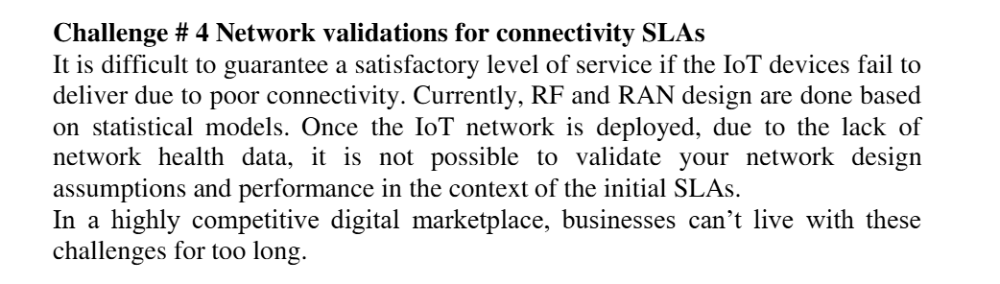 Challenge # 4 Network validations for connectivity SLAs
It is difficult to guarantee a satisfactory level of service if the IoT devices fail to
deliver due to poor connectivity. Currently, RF and RAN design are done based
on statistical models. Once the IoT network is deployed, due to the lack of
network health data, it is not possible to validate your network design
assumptions and performance in the context of the initial SLAs.
In a highly competitive digital marketplace, businesses can’t live with these
challenges for too long.